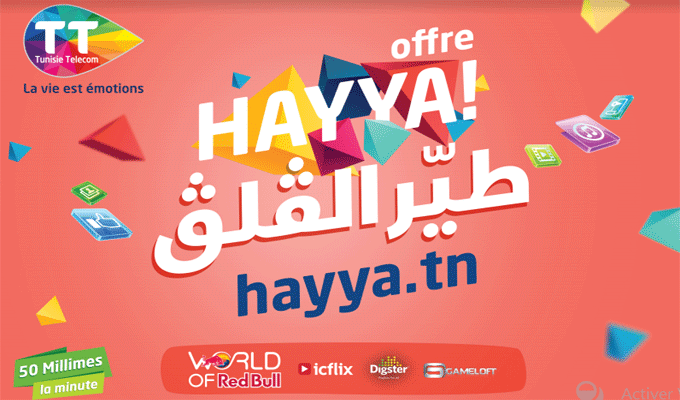 TT
Tunisie Telecom
La vie est émotions
offre
HAYYA!
طيّر الڤلڨ
hayya.tn
50 Millimes
la minute
WORLD
OF Red Bull
icflix
Digster
GAMELOFT
Activer